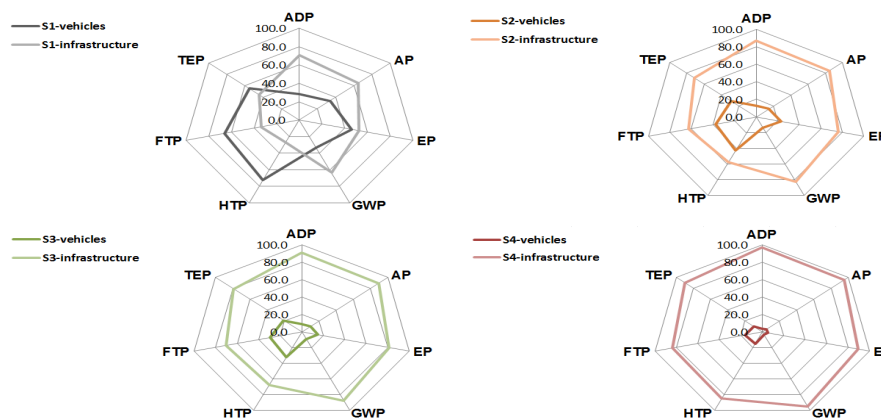 S1-vehicles
S1-infrastructure
ADP
100.0
80.0
60.0
40.0
20.0
0.0
AP
EP
GWP
HTP
FTP
TEP
S2-vehicles
S2-infrastructure
ADP
100.0
80.0
60.0
40.0
20.0
0.0
AP
EP
GWP
HTP
FTP
TEP
S3-vehicles
S3-infrastructure
ADP
100.0
80.0
60.0
40.0
20.0
0.0
AP
EP
GWP
HTP
FTP
TEP
S4-vehicles
S4-infrastructure
ADP
100.0
80.0
60.0
40.0
20.0
0.0
AP
EP
GWP
HTP
FTP
TEP